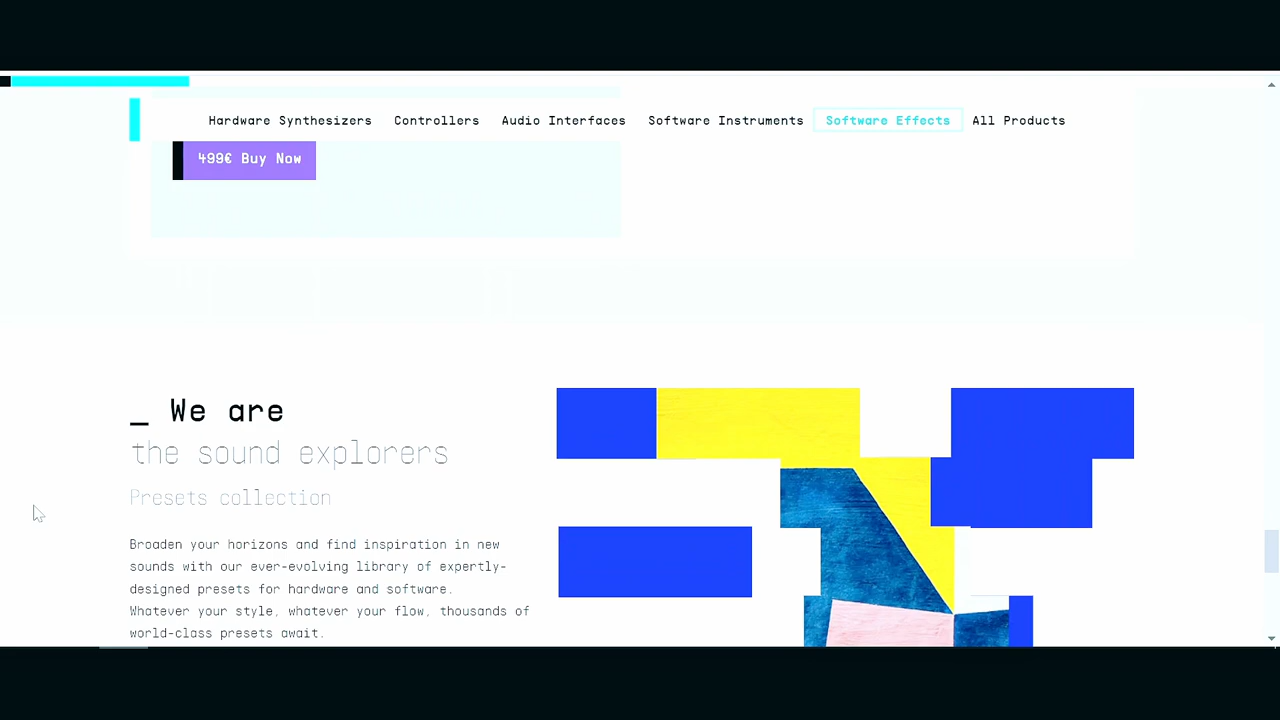 Hardware Synthesizers Controllers Audio Interfaces Software Instruments Software Effects All Products
499€ Buy Now
_ We are
the sound explorers
Presets collection
Broaden your horizons and find inspiration in new
sounds with our ever-evolving library of expertly-
designed presets for hardware and software.
Whatever your style, whatever your flow, thousands of
world-class presets await.